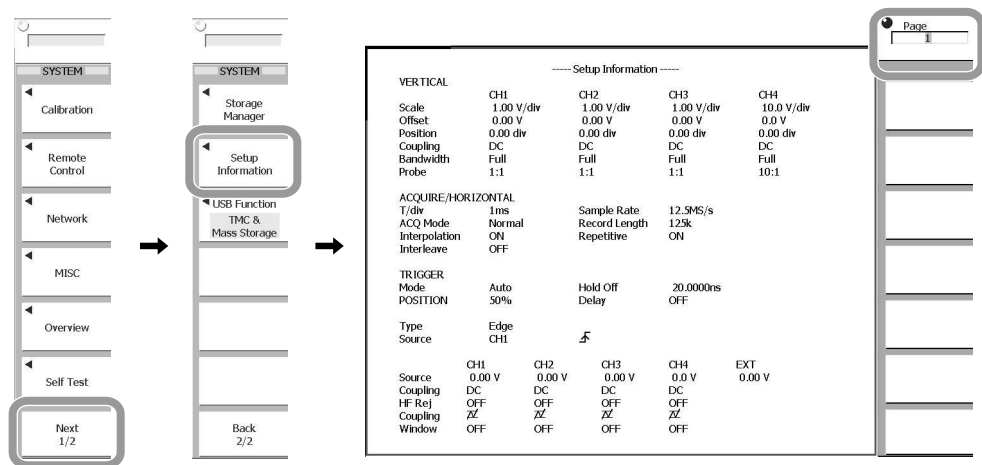 SYSTEM
Calibration
Remote
Control
Network
MISC
Overview
Self Test
Next
1/2
SYSTEM
Storage
Manager
Setup
Information
USB Function
TMC &
Mass Storage
Back
2/2
----- Setup Information -----
VERTICAL
CH1 CH2 CH3 CH4
Scale 1.00 V/div 1.00 V/div 1.00 V/div 10.0 V/div
Offset 0.00 V 0.00 V 0.00 V 0.0 V
Position 0.00 div 0.00 div 0.00 div 0.00 div
Coupling DC DC DC DC
Bandwidth Full Full Full Full
Probe 1:1 1:1 1:1 10:1
ACQUIRE/HORIZONTAL
T/div 1ms Sample Rate 12.5MS/s
ACQ Mode Normal Record Length 125k
Interpolation ON Repetitive ON
Interleave OFF
TRIGGER
Mode Auto Hold Off 20.0000ns
POSITION 50% Delay OFF
Type Edge
Source CH1
CH1 CH2 CH3 CH4 EXT
Source 0.00 V 0.00 V 0.00 V 0.0 V 0.00 V
Coupling DC DC DC DC
HF Rej OFF OFF OFF OFF
Coupling
Window OFF OFF OFF OFF
Page
1